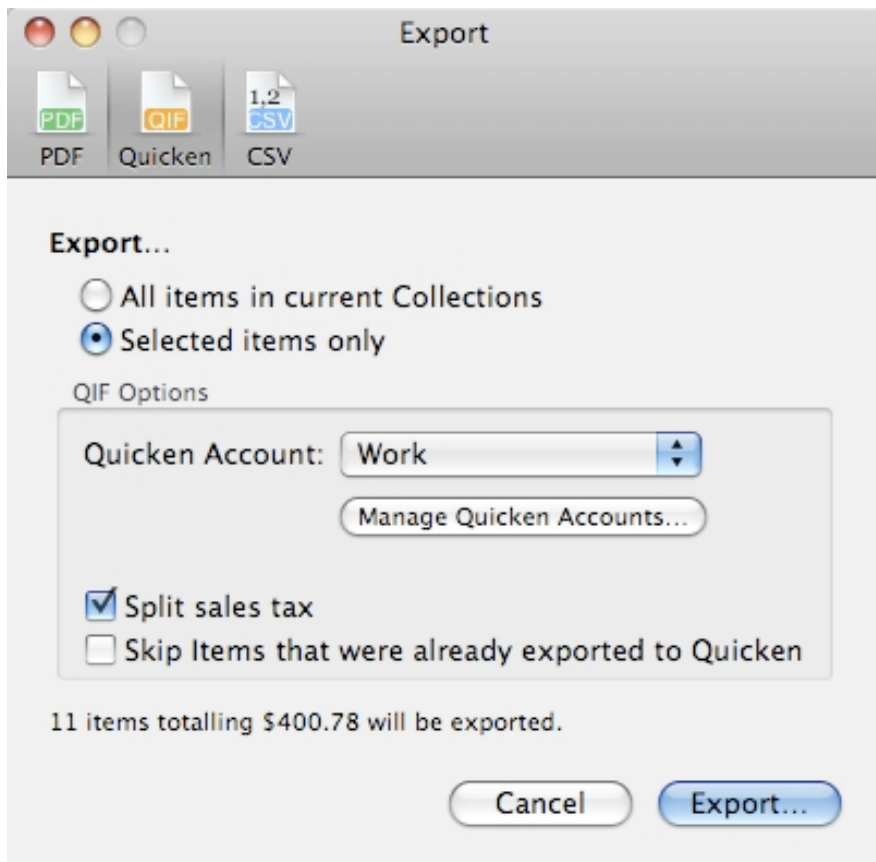 Export
PDF QIF 1,2 CSV
PDF Quicken CSV
Export...
All items in current Collections
Selected items only
QIF Options
Quicken Account: Work
Manage Quicken Accounts...
Split sales tax
Skip Items that were already exported to Quicken
11 items totalling $400.78 will be exported.
Cancel Export...